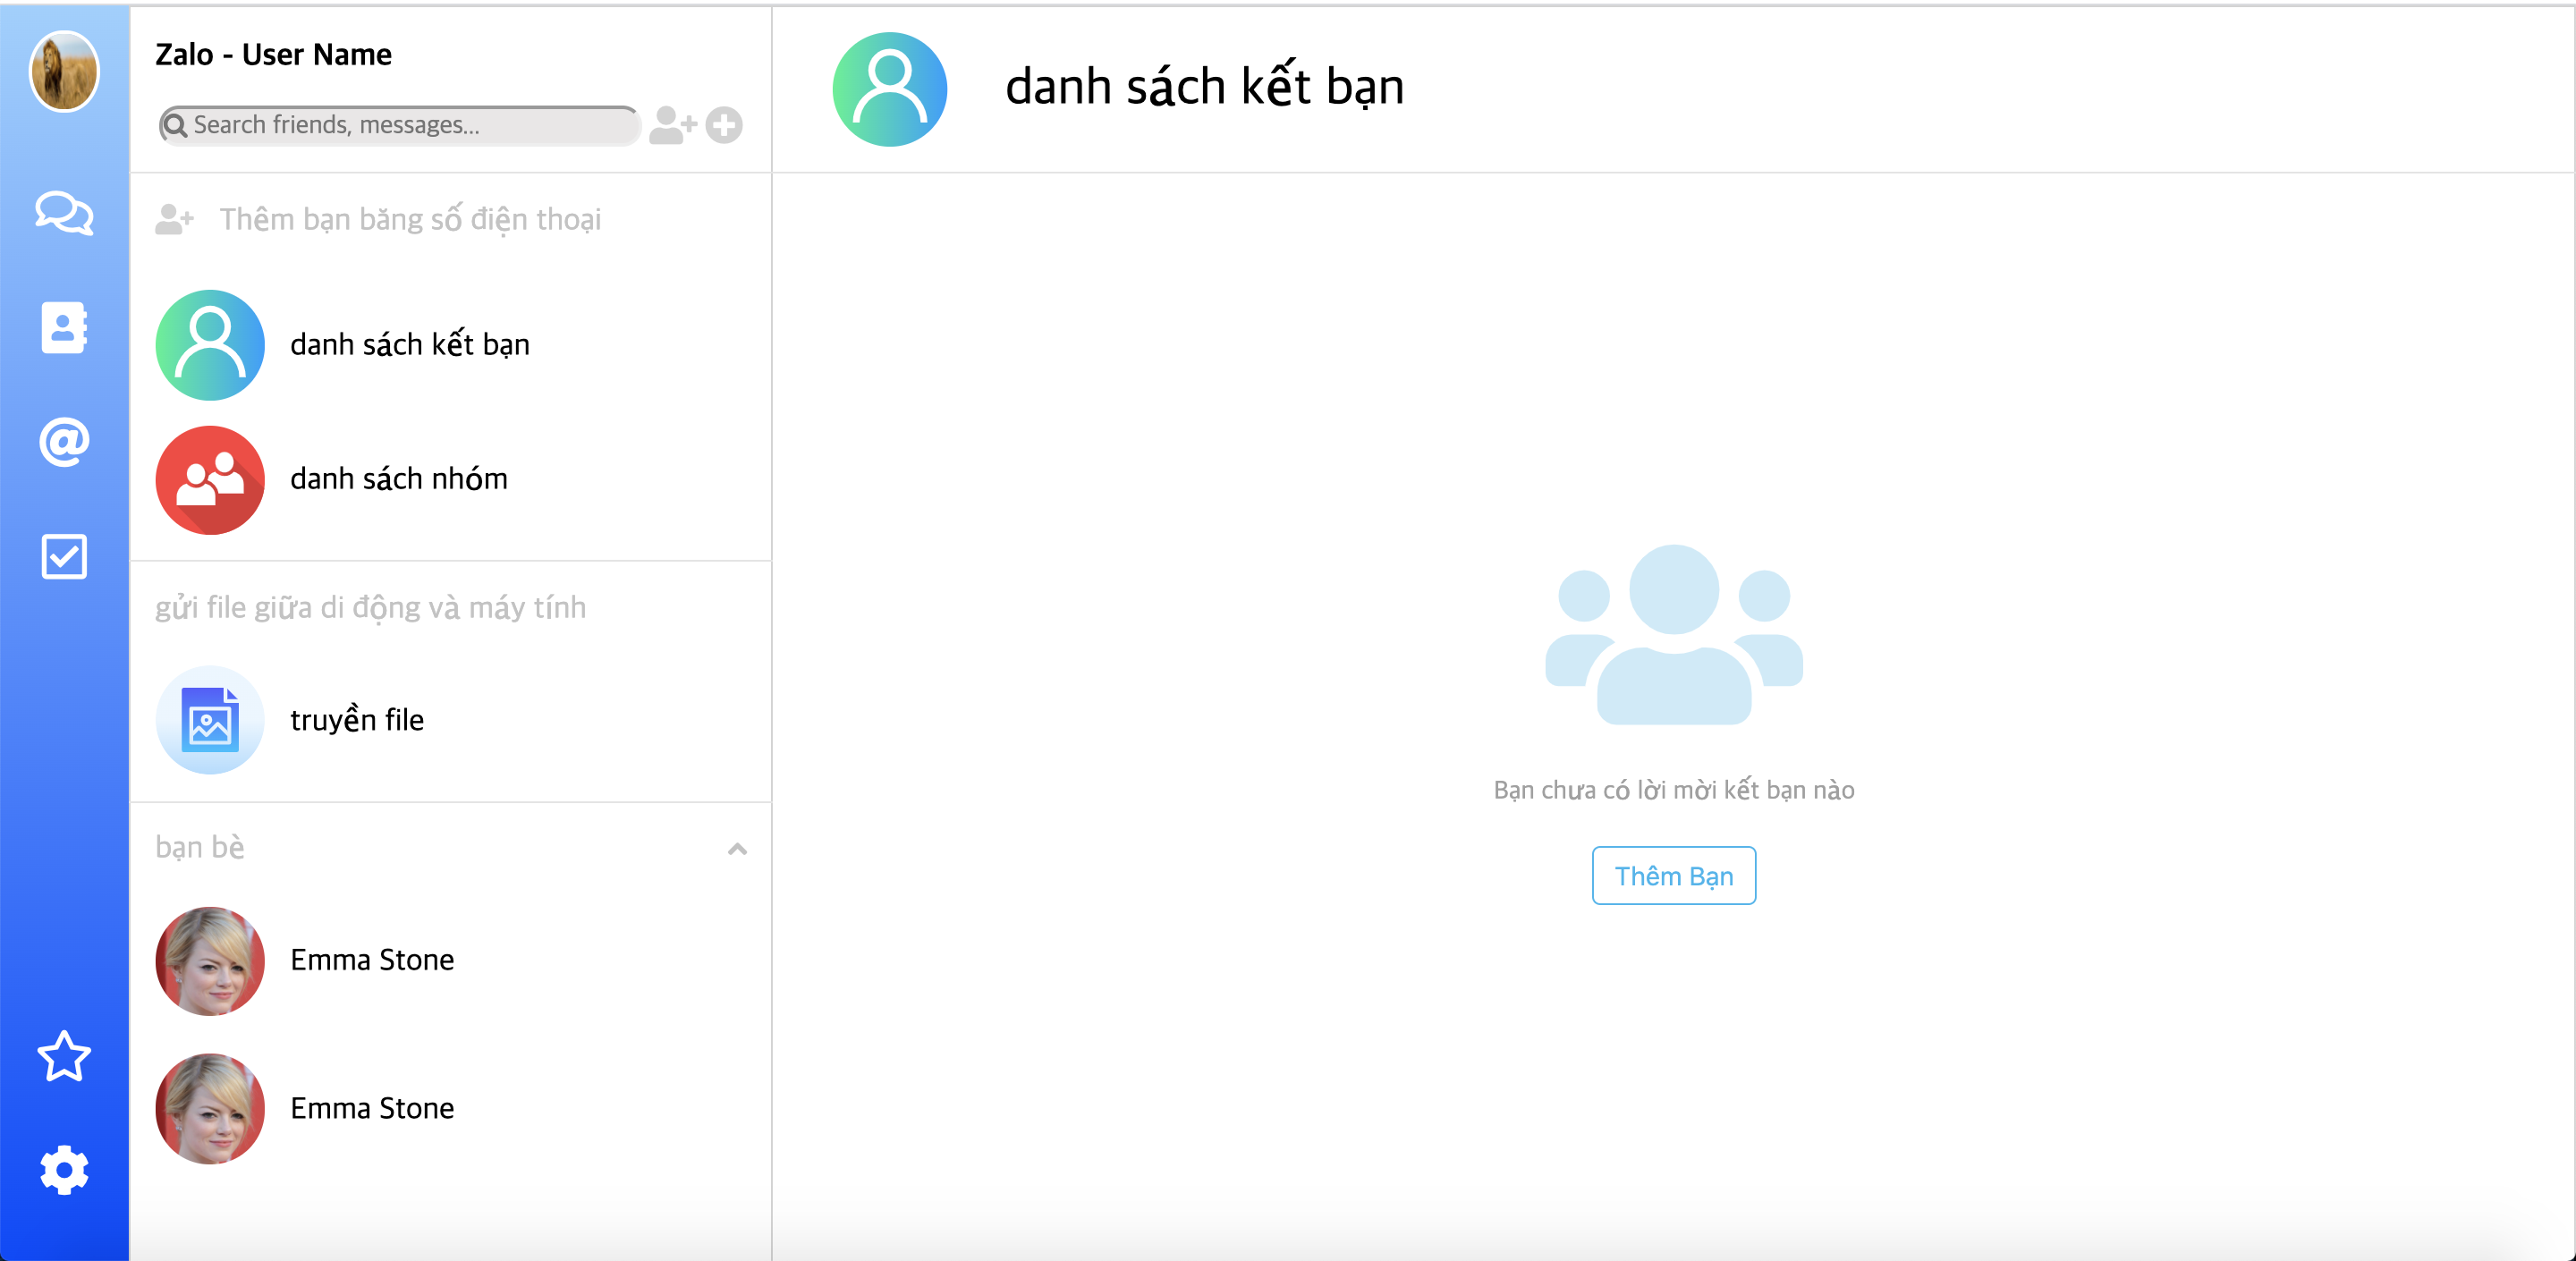 Zalo - User Name
Search friends, messages...
Thêm bạn băng số điện thoại
danh sách kết bạn
danh sách nhóm
gửi file giữa di động và máy tính
truyền file
bạn bè
Emma Stone
Emma Stone
danh sách kết bạn
Bạn chưa có lời mời kết bạn nào
Thêm Bạn